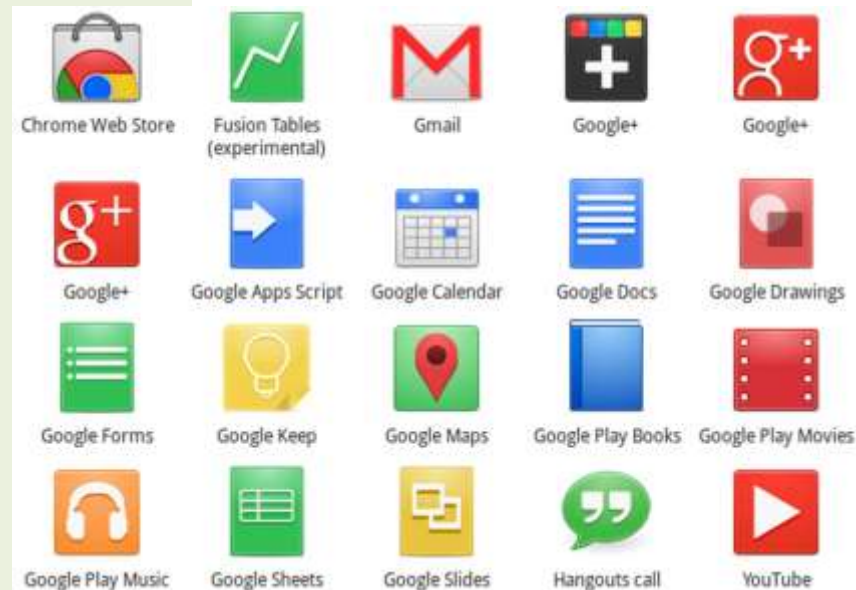 Chrome Web Store
Fusion Tables
(experimental)
Gmail
Google+
g+
Google+
g+
Google+
Google Apps Script
Google Calendar
Google Docs
Google Drawings
Google Forms
Google Keep
Google Maps
Google Play Books
Google Play Movies
Google Play Music
Google Sheets
Google Slides
Hangouts call
YouTube